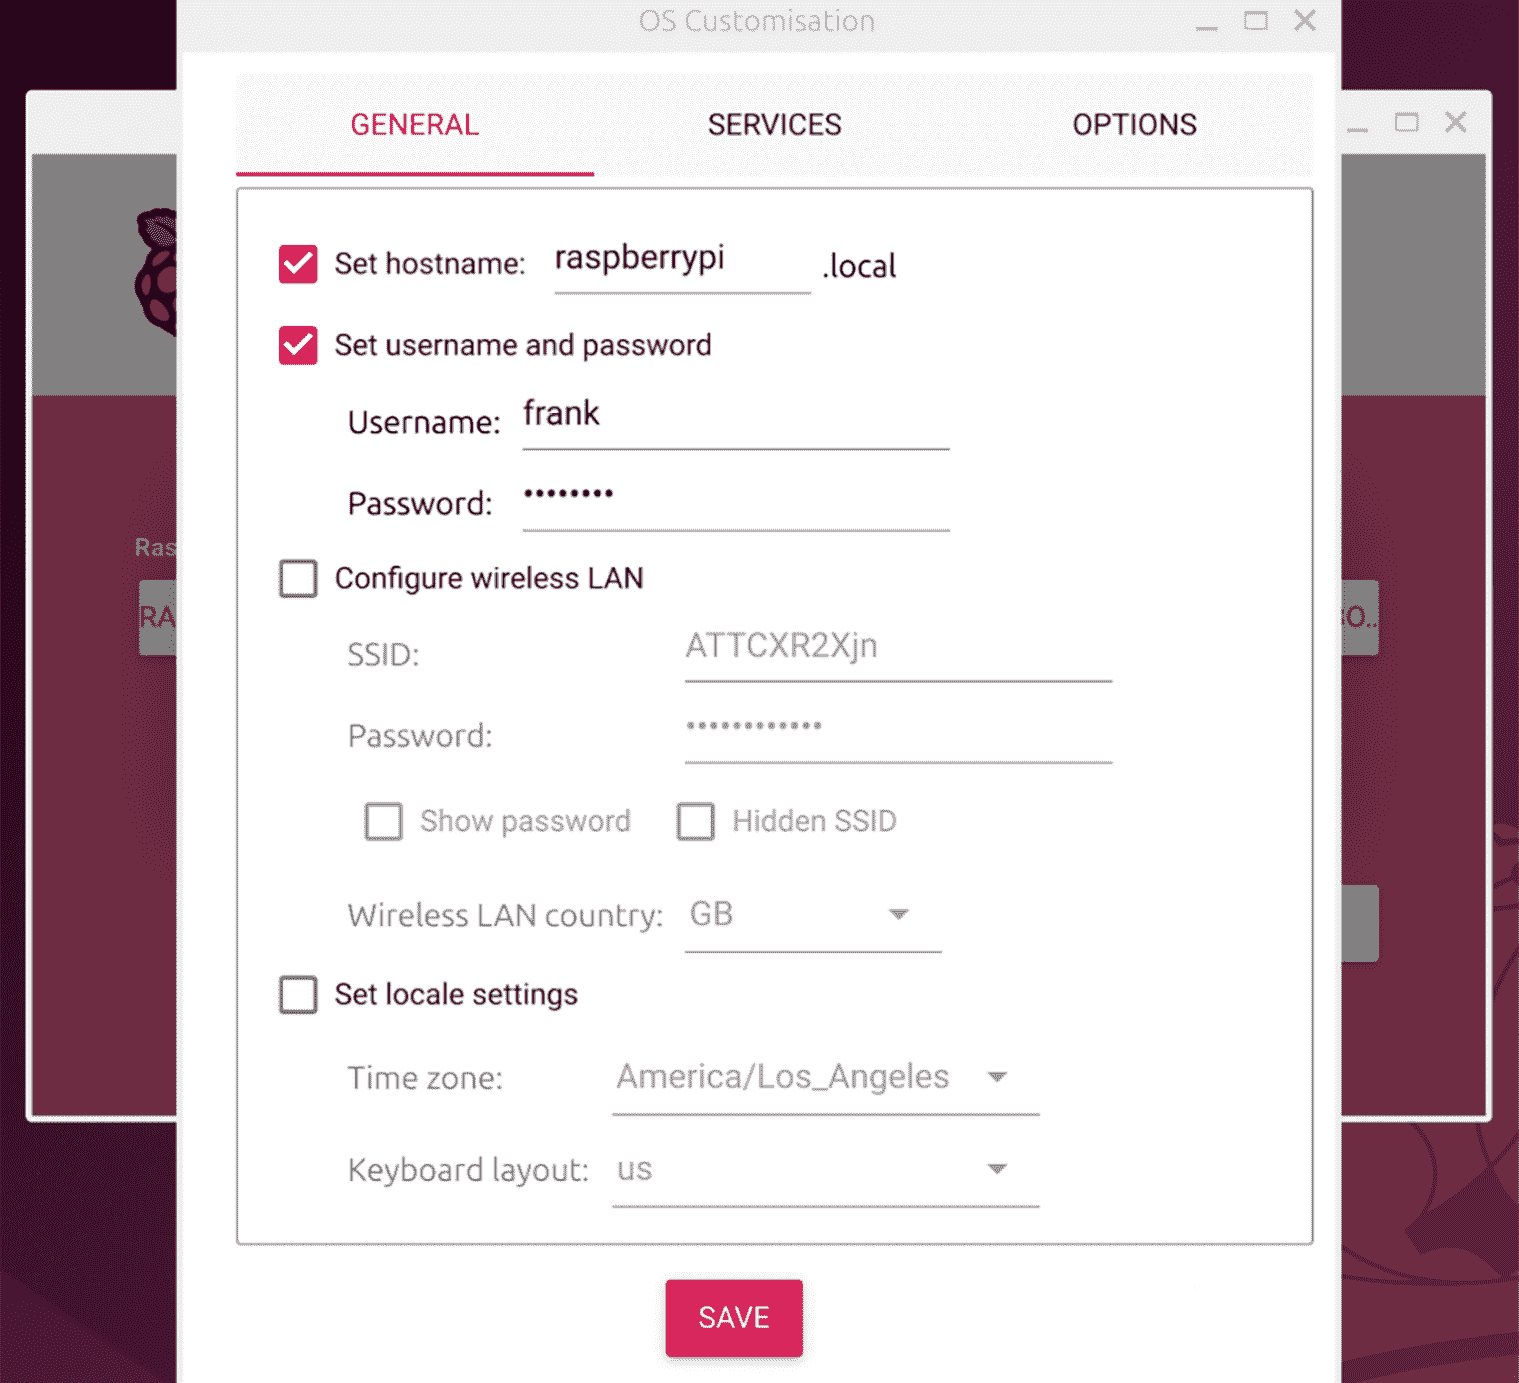 OS Customisation
GENERAL SERVICES OPTIONS
Set hostname: raspberrypi .local
Set username and password
Username: frank
Password: ••••••••
Ras
Configure wireless LAN
RA
SSID: ATTCXR2Xjn
Password: ••••••••••••
Show password Hidden SSID
Wireless LAN country: GB
Set locale settings
Time zone: America/Los_Angeles
Keyboard layout: us
SAVE